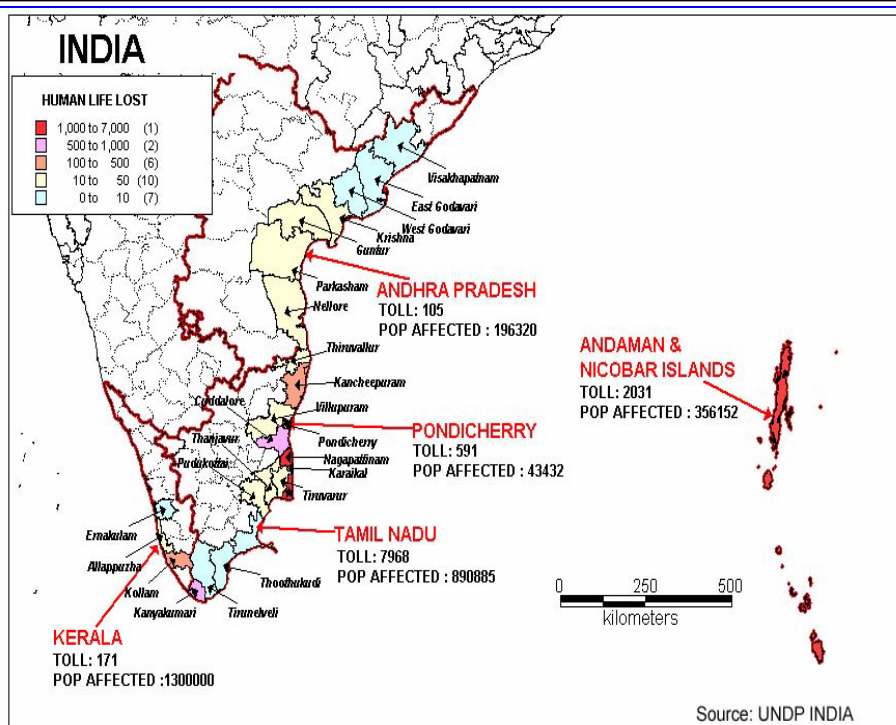 INDIA
HUMAN LIFE LOST
1,000 to 7,000 (1)
500 to 1,000 (2)
100 to 500 (6)
10 to 50 (10)
0 to 10 (7)
Visakhapatnam
East Godavari
West Godavari
Krishna
Guntur
Parkasham
Nellore
ANDHRA PRADESH
TOLL: 105
POP AFFECTED : 196320
Thiruvallur
Kancheepuram
Cuddalore
Villupuram
Thanjavur
Pondicherry
Pudukottai
Nagapattinam
Karaikal
Tiruvarur
PONDICHERRY
TOLL: 591
POP AFFECTED : 43432
ANDAMAN &
NICOBAR ISLANDS
TOLL: 2031
POP AFFECTED : 356152
Ernakulam
Allappuzha
Kollam
Kanyakumari
Tirunelveli
Thoothukudi
TAMIL NADU
TOLL: 7968
POP AFFECTED : 890885
KERALA
TOLL: 171
POP AFFECTED :1300000
0 250 500
kilometers
Source: UNDP INDIA